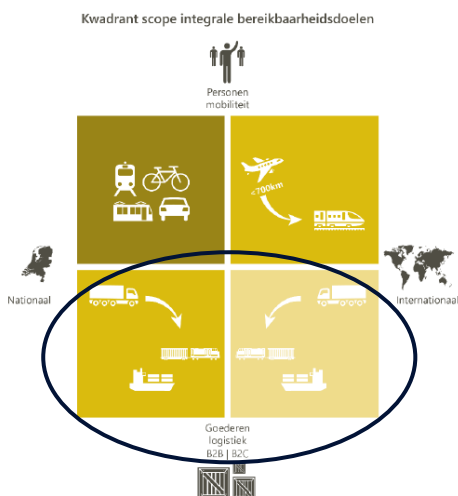 Kwadrant scope integrale bereikbaarheidsdoelen
Personen
mobiliteit
<700km
Nationaal
Internationaal
Goederen
logistiek
B2B | B2C